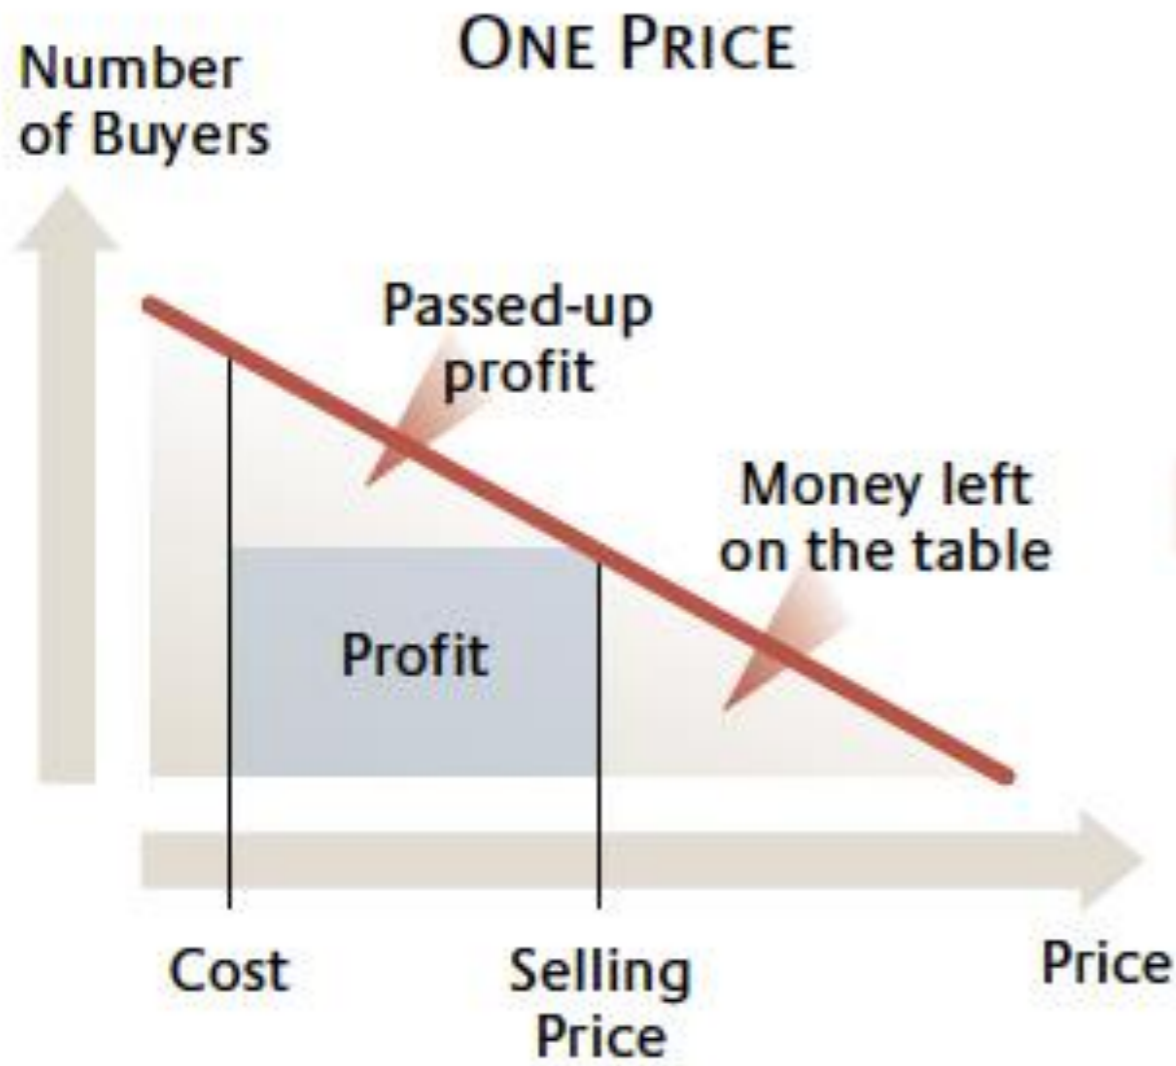 ONE PRICE
Number
of Buyers
Passed-up
profit
Money left
on the table
Profit
Cost
Selling
Price
Price